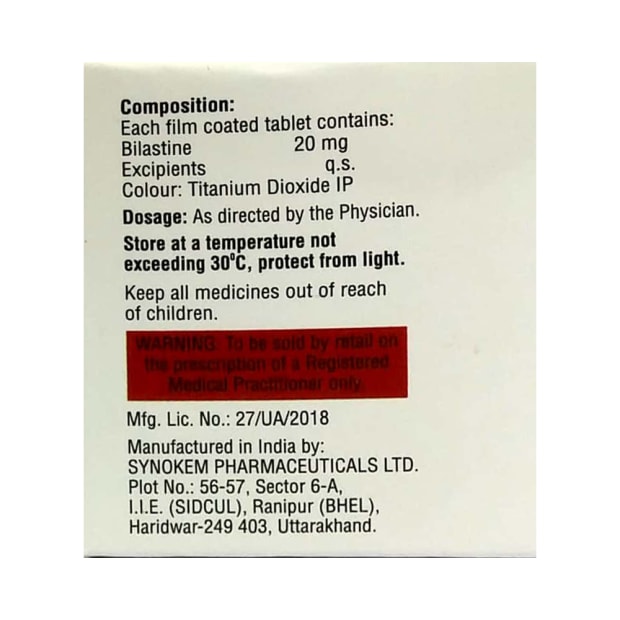 Composition:
Each film coated tablet contains:
Bilastine 20 mg
Excipients q.s.
Colour: Titanium Dioxide IP
Dosage: As directed by the Physician.
Store at a temperature not
exceeding 30⁰C, protect from light.
Keep all medicines out of reach
of children.
WARNING: To be sold by retail on
the prescription of a Registered
Medical Practitioner only.
Mfg. Lic. No.: 27/UA/2018
Manufactured in India by:
SYNOKEM PHARMACEUTICALS LTD.
Plot No.: 56-57, Sector 6-A,
I.I.E. (SIDCUL), Ranipur (BHEL),
Haridwar-249 403, Uttarakhand.